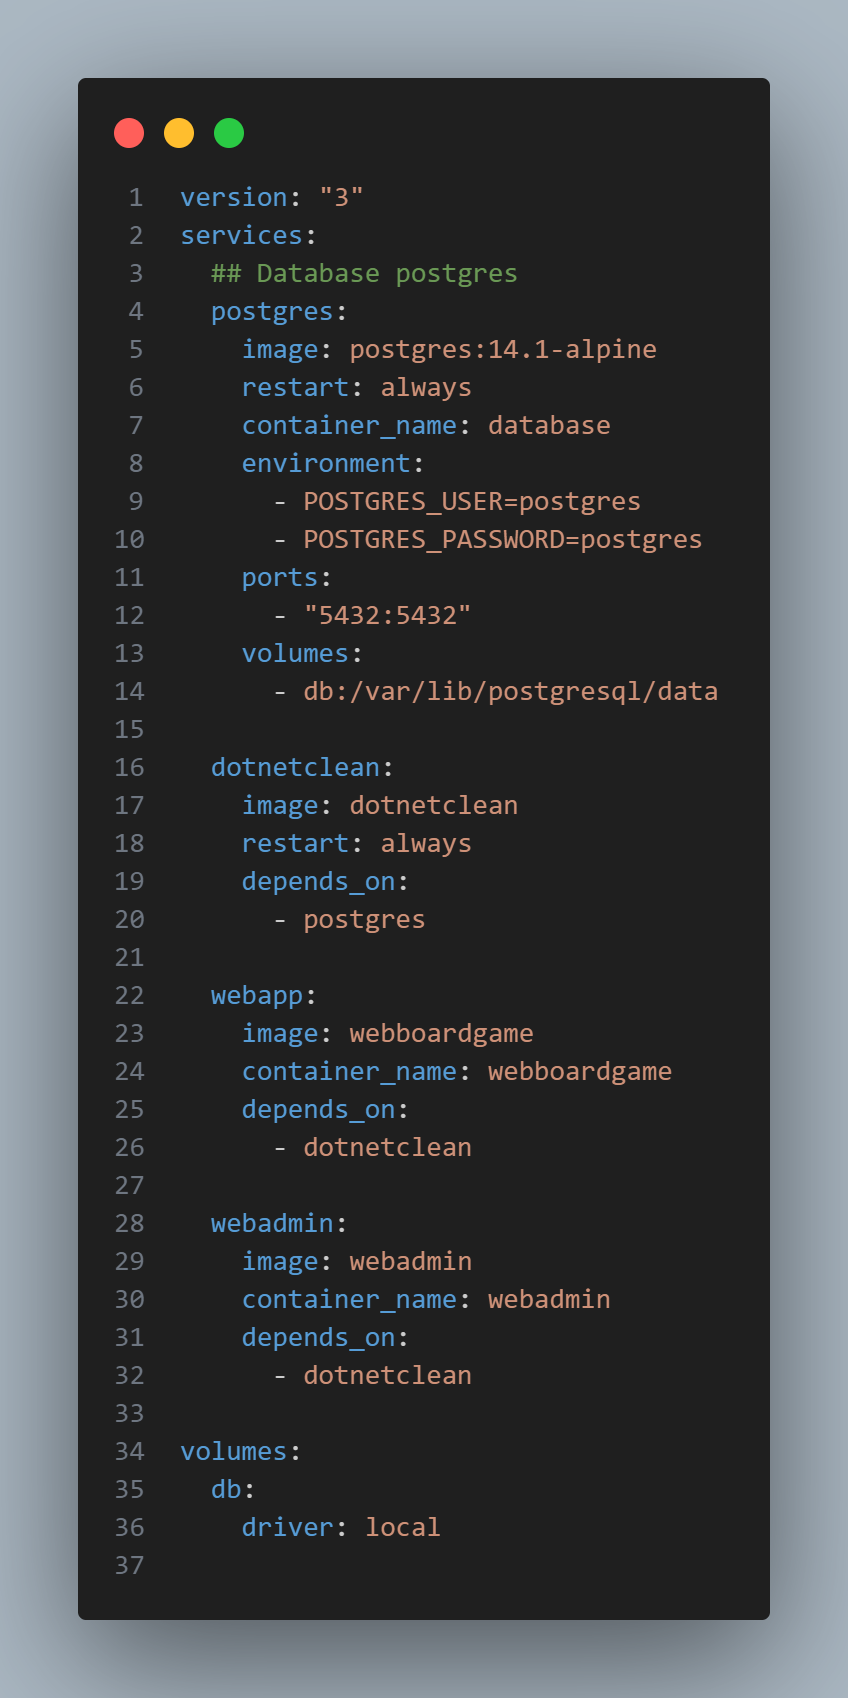 1 version: "3"
2 services:
3   ## Database postgres
4   postgres:
5     image: postgres:14.1-alpine
6     restart: always
7     container_name: database
8     environment:
9       - POSTGRES_USER=postgres
10       - POSTGRES_PASSWORD=postgres
11     ports:
12       - "5432:5432"
13     volumes:
14       - db:/var/lib/postgresql/data
15
16   dotnetclean:
17     image: dotnetclean
18     restart: always
19     depends_on:
20       - postgres
21
22   webapp:
23     image: webboardgame
24     container_name: webboardgame
25     depends_on:
26       - dotnetclean
27
28   webadmin:
29     image: webadmin
30     container_name: webadmin
31     depends_on:
32       - dotnetclean
33
34 volumes:
35   db:
36     driver: local
37